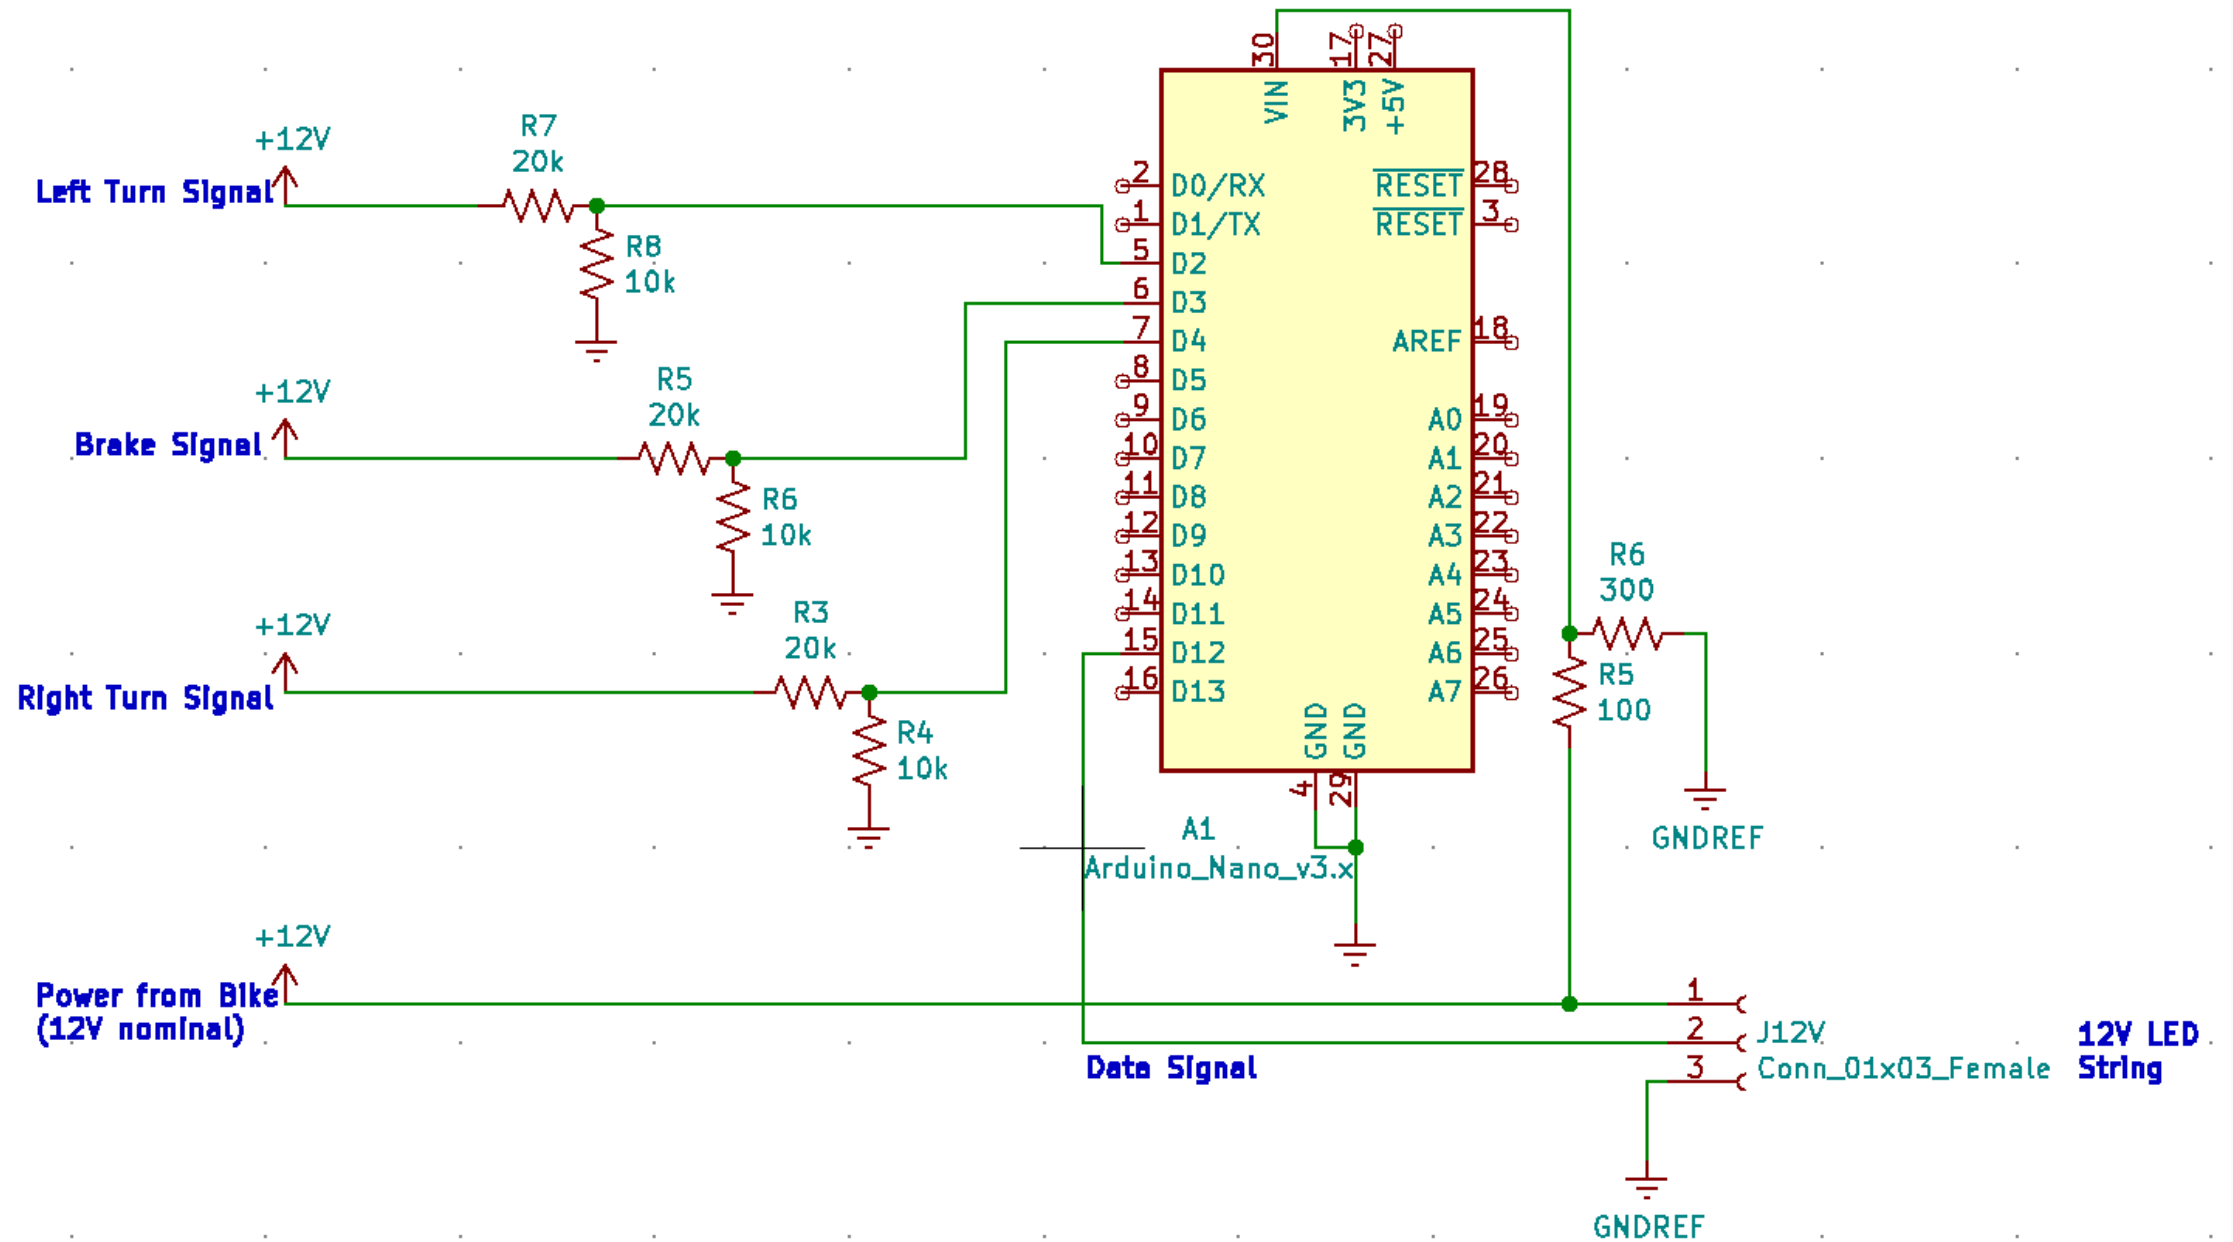 +12V
Left Turn Signal
R7
20k
R8
10k
+12V
Brake Signal
R5
20k
R6
10k
+12V
Right Turn Signal
R3
20k
R4
10k
+12V
Power from Bike
(12V nominal)
30
17
27
VIN
3V3
+5V
2
D0/RX
1
D1/TX
5
D2
6
D3
7
D4
8
D5
9
D6
10
D7
11
D8
12
D9
13
D10
14
D11
15
D12
16
D13
RESET
28
RESET
3
AREF
18
A0
19
A1
20
A2
21
A3
22
A4
23
A5
24
A6
25
A7
26
GND
GND
4
29
A1
Arduino_Nano_v3.x
R6
300
R5
100
GNDREF
1
2
3
J12V
Conn_01x03_Female
12V LED
String
Data Signal
GNDREF